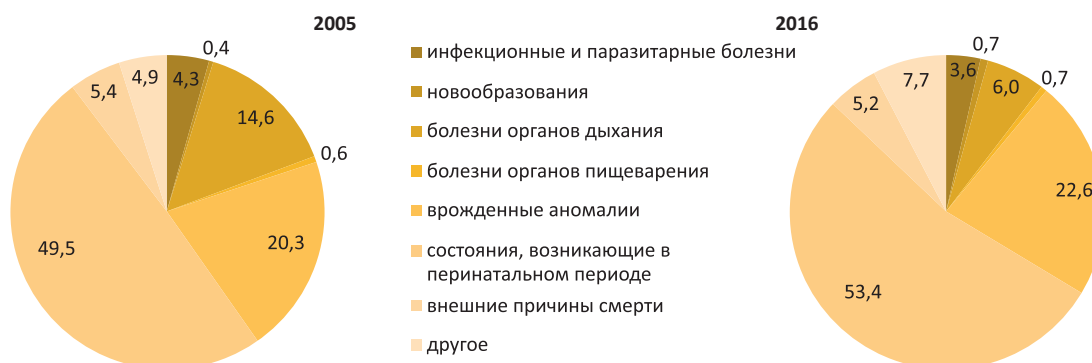 2005
4,3
0,4
14,6
0,6
20,3
49,5
5,4
4,9
инфекционные и паразитарные болезни
новообразования
болезни органов дыхания
болезни органов пищеварения
врожденные аномалии
состояния, возникающие в
перинатальном периоде
внешние причины смерти
другое
2016
3,6
0,7
6,0
0,7
22,6
53,4
5,2
7,7